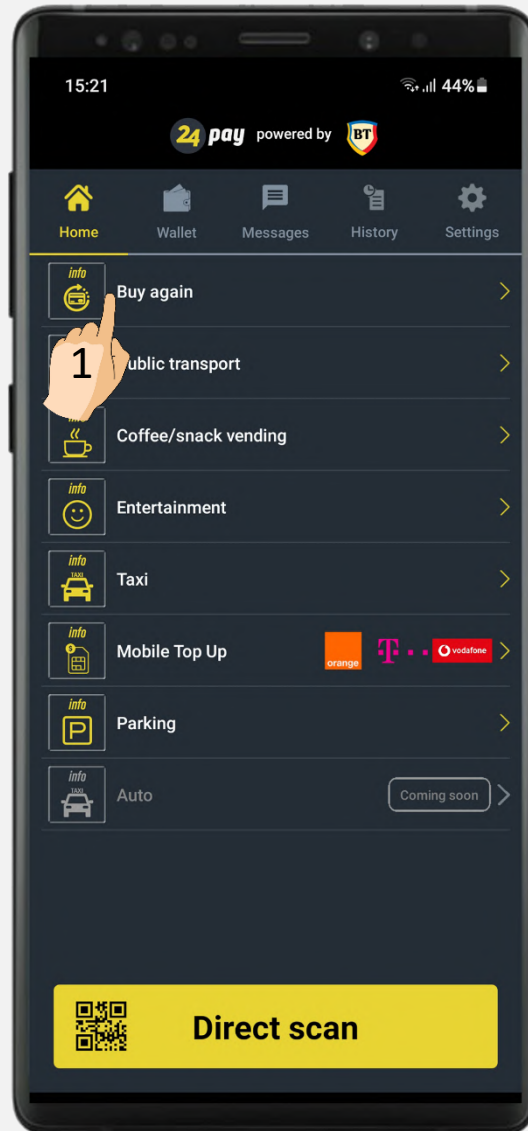 15:21 44%
24 pay powered by BT
Home Wallet Messages History Settings
info
Buy again
1
ublic transport
Coffee/snack vending
info
Entertainment
info
TAXI
Taxi
info
Mobile Top Up orange T vodafone
info
P
Parking
info
TAXI
Auto Coming soon
Direct scan